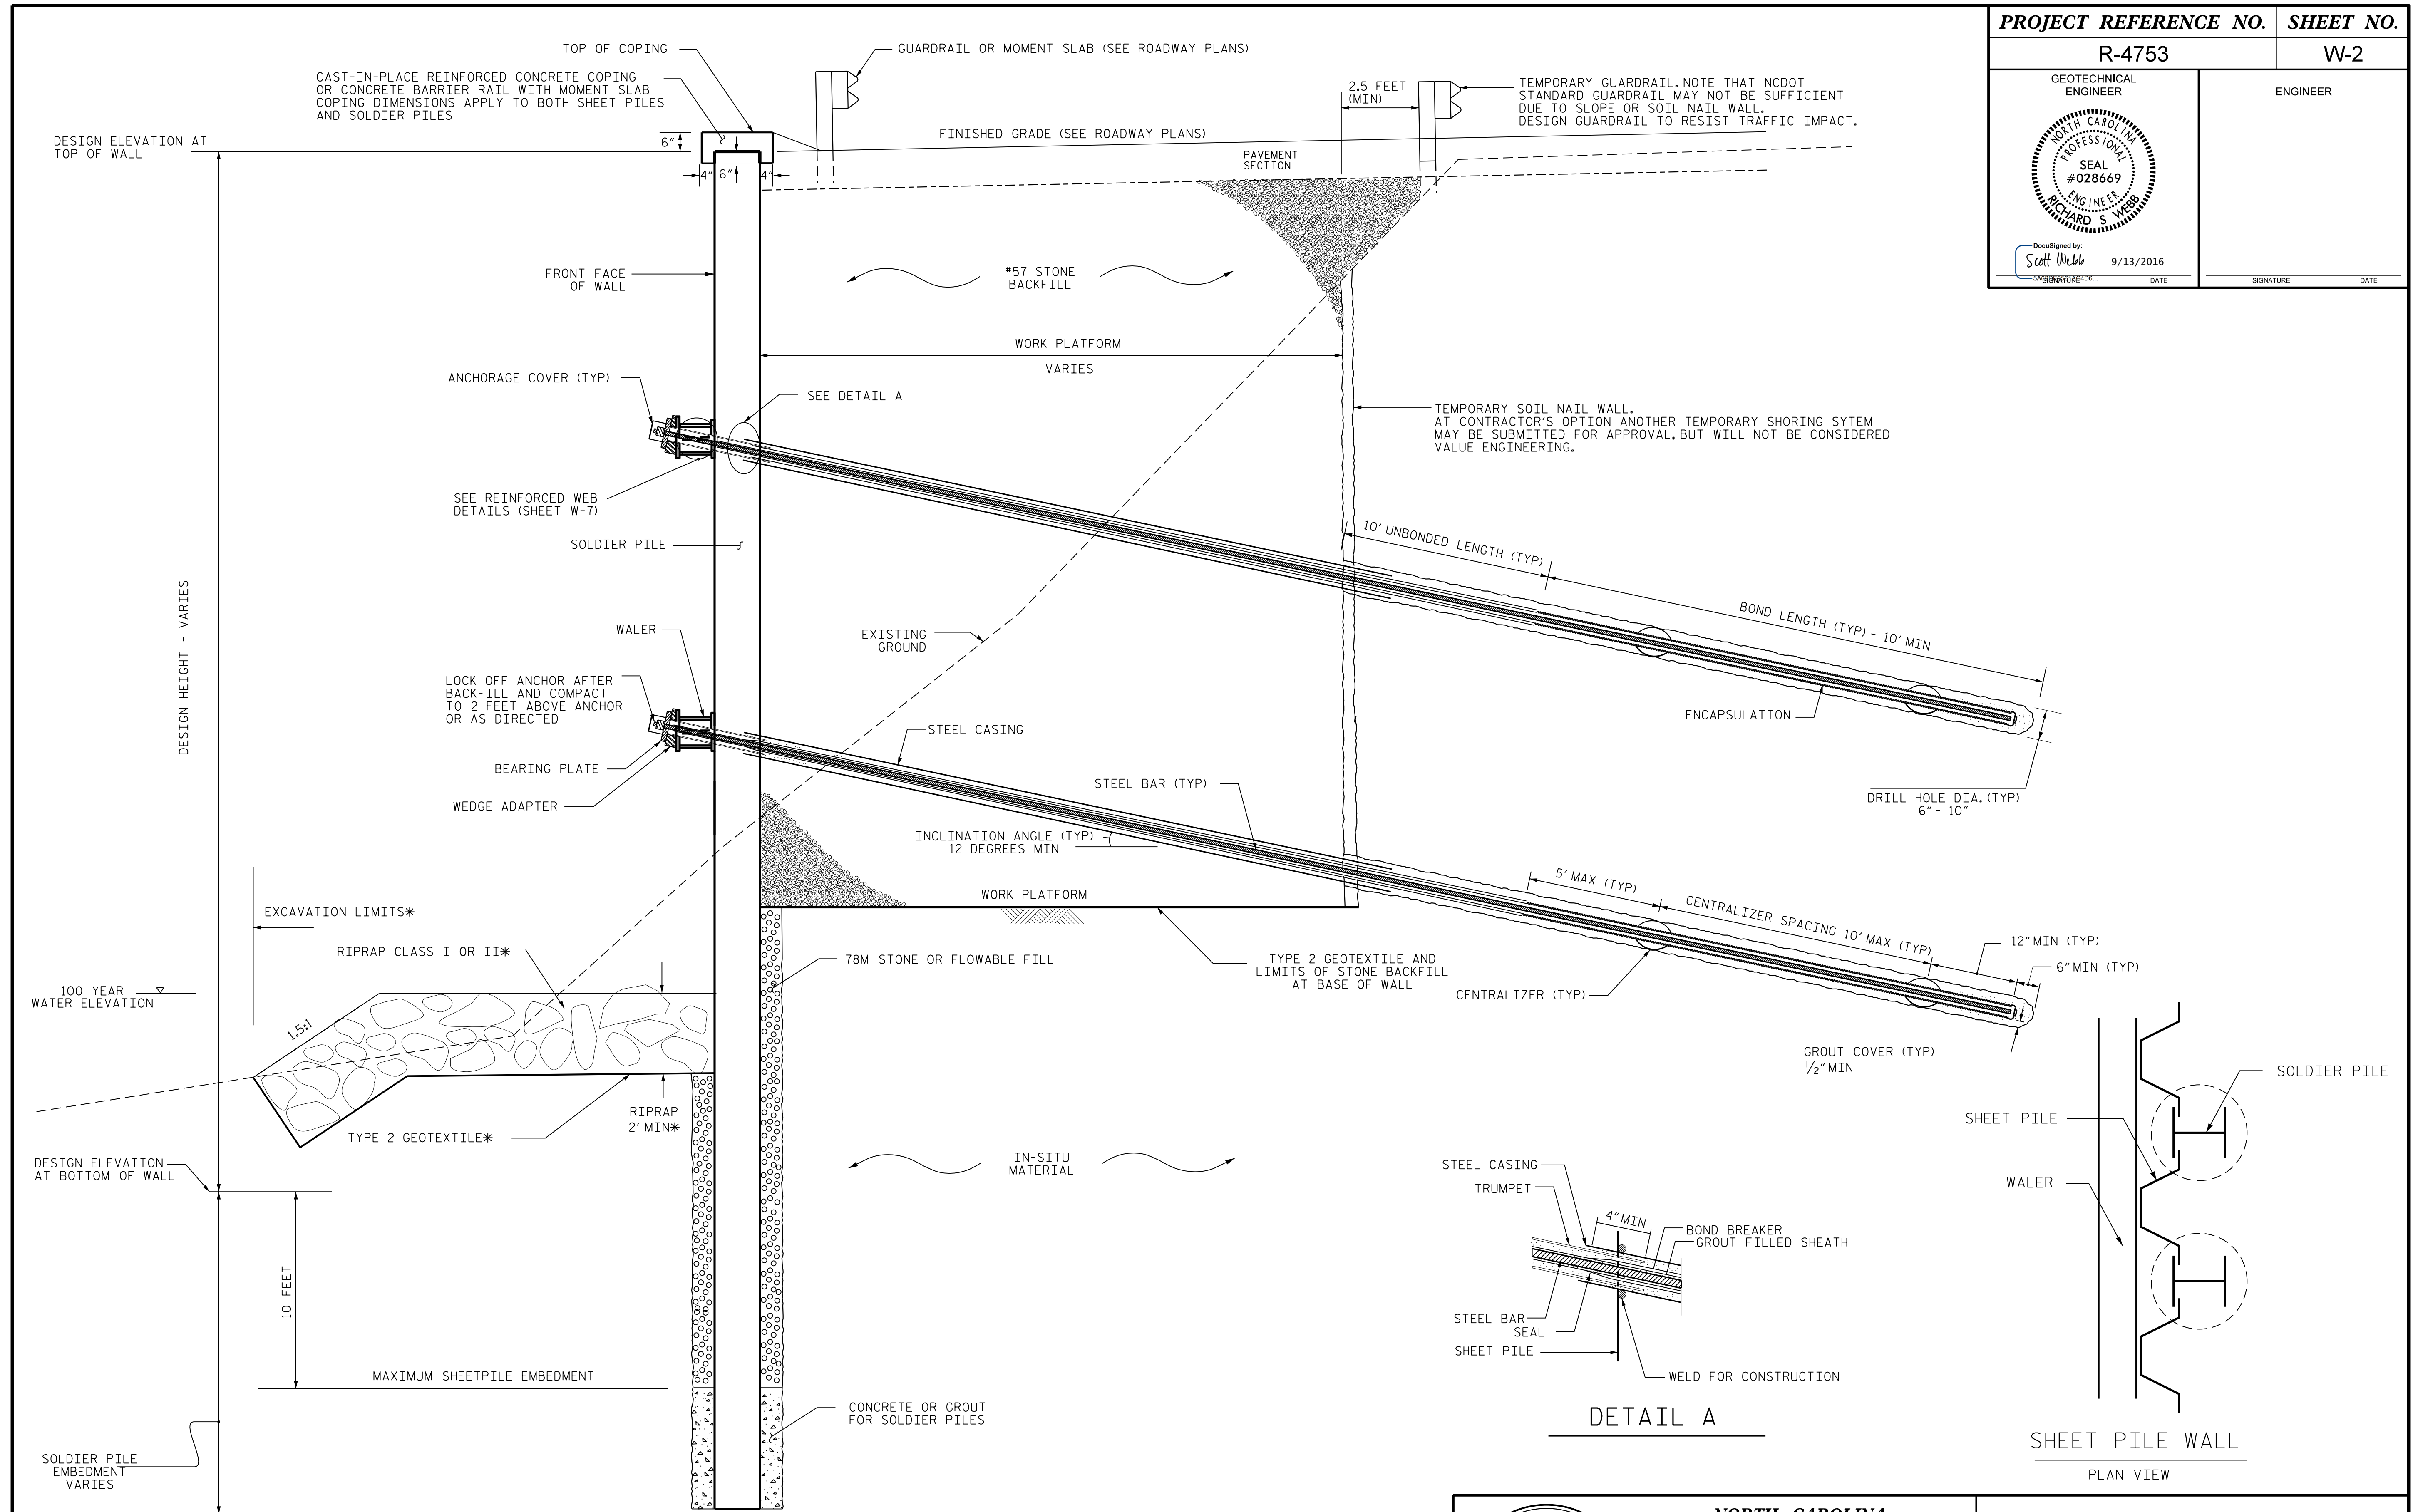 PROJECT REFERENCE NO.
SHEET NO.
R-4753
W-2
GEOTECHNICAL
ENGINEER
ENGINEER
NORTH CAROLINA
PROFESSIONAL
SEAL
#028669
ENGINEER
RICHARD S WEBB
DocuSigned by:
Scott Webb
9/13/2016
SIGNATURE
DATE
SIGNATURE
DATE
TOP OF COPING
GUARDRAIL OR MOMENT SLAB (SEE ROADWAY PLANS)
CAST-IN-PLACE REINFORCED CONCRETE COPING
OR CONCRETE BARRIER RAIL WITH MOMENT SLAB
COPING DIMENSIONS APPLY TO BOTH SHEET PILES
AND SOLDIER PILES
2.5 FEET
(MIN)
TEMPORARY GUARDRAIL. NOTE THAT NCDOT
STANDARD GUARDRAIL MAY NOT BE SUFFICIENT
DUE TO SLOPE OR SOIL NAIL WALL.
DESIGN GUARDRAIL TO RESIST TRAFFIC IMPACT.
DESIGN ELEVATION AT
TOP OF WALL
6"
FINISHED GRADE (SEE ROADWAY PLANS)
PAVEMENT
SECTION
4"
6"
4"
FRONT FACE
OF WALL
#57 STONE
BACKFILL
WORK PLATFORM
VARIES
ANCHORAGE COVER (TYP)
SEE DETAIL A
TEMPORARY SOIL NAIL WALL.
AT CONTRACTOR'S OPTION ANOTHER TEMPORARY SHORING SYTEM
MAY BE SUBMITTED FOR APPROVAL, BUT WILL NOT BE CONSIDERED
VALUE ENGINEERING.
SEE REINFORCED WEB
DETAILS (SHEET W-7)
SOLDIER PILE
10' UNBONDED LENGTH (TYP)
BOND LENGTH (TYP) - 10' MIN
DESIGN HEIGHT - VARIES
WALER
EXISTING
GROUND
LOCK OFF ANCHOR AFTER
BACKFILL AND COMPACT
TO 2 FEET ABOVE ANCHOR
OR AS DIRECTED
ENCAPSULATION
STEEL CASING
BEARING PLATE
STEEL BAR (TYP)
WEDGE ADAPTER
DRILL HOLE DIA. (TYP)
6" - 10"
INCLINATION ANGLE (TYP)
12 DEGREES MIN
5' MAX (TYP)
CENTRALIZER SPACING 10' MAX (TYP)
WORK PLATFORM
EXCAVATION LIMITS*
12" MIN (TYP)
RIPRAP CLASS I OR II*
78M STONE OR FLOWABLE FILL
TYPE 2 GEOTEXTILE AND
LIMITS OF STONE BACKFILL
AT BASE OF WALL
6" MIN (TYP)
100 YEAR
WATER ELEVATION
CENTRALIZER (TYP)
1.5:1
GROUT COVER (TYP)
1/2" MIN
SOLDIER PILE
RIPRAP
2' MIN*
SHEET PILE
TYPE 2 GEOTEXTILE*
DESIGN ELEVATION
AT BOTTOM OF WALL
IN-SITU
MATERIAL
STEEL CASING
TRUMPET
WALER
4" MIN
BOND BREAKER
GROUT FILLED SHEATH
10 FEET
STEEL BAR
SEAL
SHEET PILE
MAXIMUM SHEETPILE EMBEDMENT
WELD FOR CONSTRUCTION
CONCRETE OR GROUT
FOR SOLDIER PILES
DETAIL A
SHEET PILE WALL
PLAN VIEW
SOLDIER PILE
EMBEDMENT
VARIES
NORTH CAROLINA